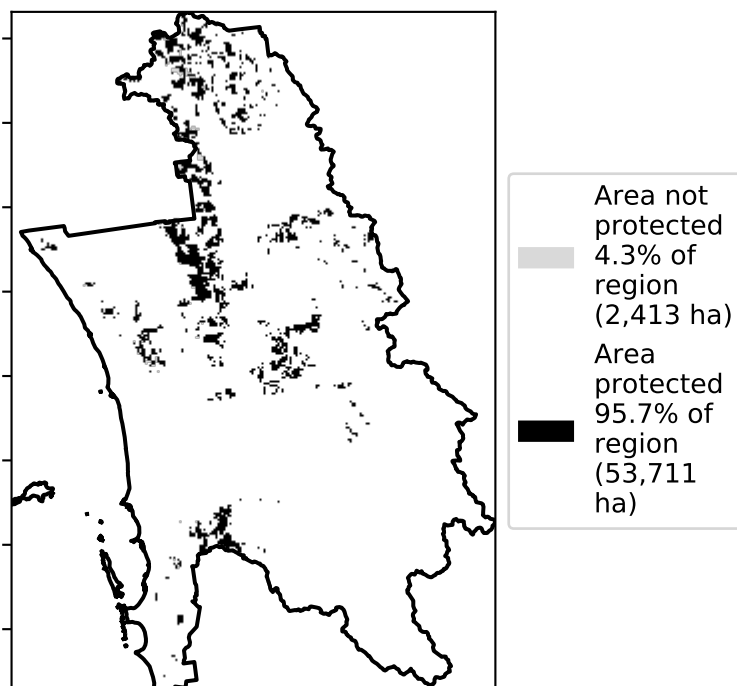 Area not
protected
4.3% of
region
(2,413 ha)
Area
protected
95.7% of
region
(53,711
ha)